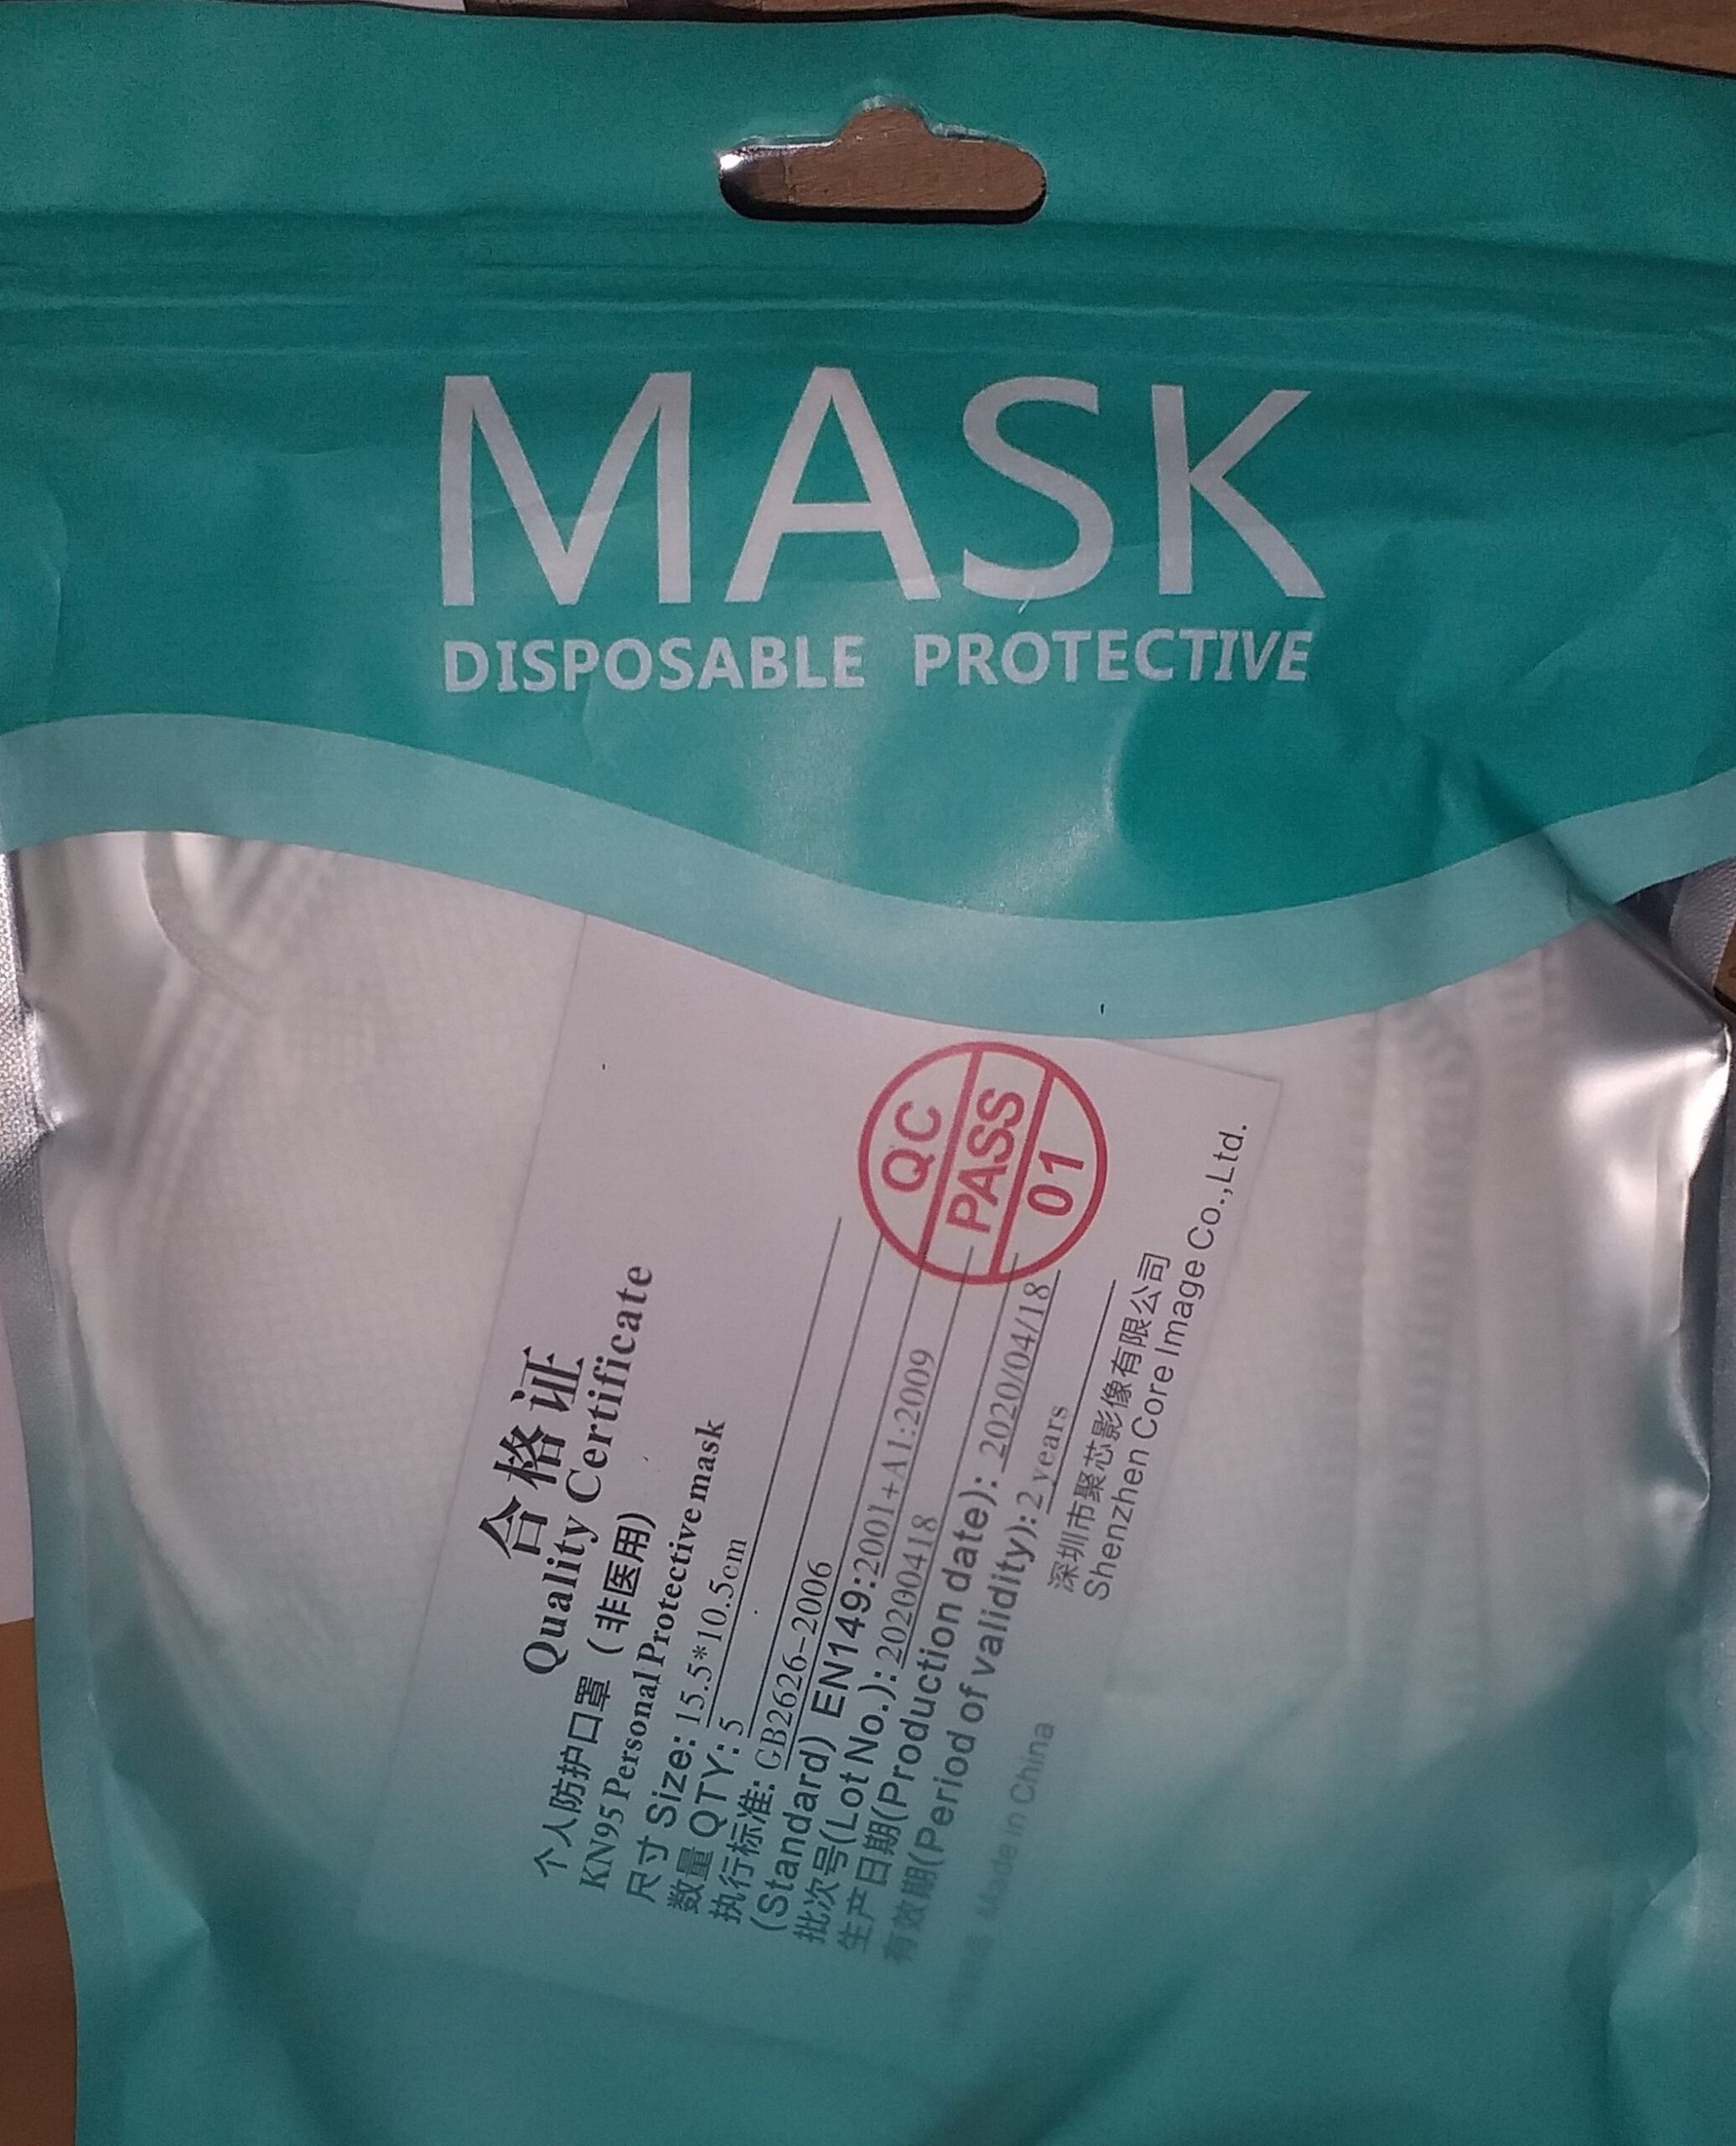 MASK
DISPOSABLE PROTECTIVE
合格证
Quality Certificate
个人防护口罩（非医用）
KN95 Personal Protective mask
尺寸 Size: 15.5*10.5cm
数量 QTY: 5
执行标准: GB2626-2006
(Standard) EN149:2001+A1:2009
批次号(Lot No.): 20200418
生产日期(Production date): 2020/04/18
有效期(Period of validity): 2 years
Made in China
深圳市聚芯影像有限公司
Shenzhen Core Image Co.,Ltd.
QC
PASS
01